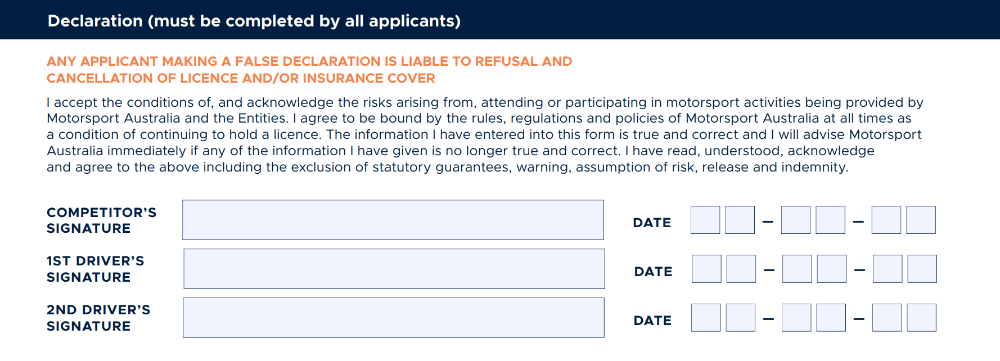 Declaration (must be completed by all applicants)
ANY APPLICANT MAKING A FALSE DECLARATION IS LIABLE TO REFUSAL AND
CANCELLATION OF LICENCE AND/OR INSURANCE COVER
I accept the conditions of, and acknowledge the risks arising from, attending or participating in motorsport activities being provided by
Motorsport Australia and the Entities. I agree to be bound by the rules, regulations and policies of Motorsport Australia at all times as
a condition of continuing to hold a licence. The information I have entered into this form is true and correct and I will advise Motorsport
Australia immediately if any of the information I have given is no longer true and correct. I have read, understood, acknowledge
and agree to the above including the exclusion of statutory guarantees, warning, assumption of risk, release and indemnity.
COMPETITOR’S
SIGNATURE
DATE – –
1ST DRIVER’S
SIGNATURE
DATE – –
2ND DRIVER’S
SIGNATURE
DATE – –